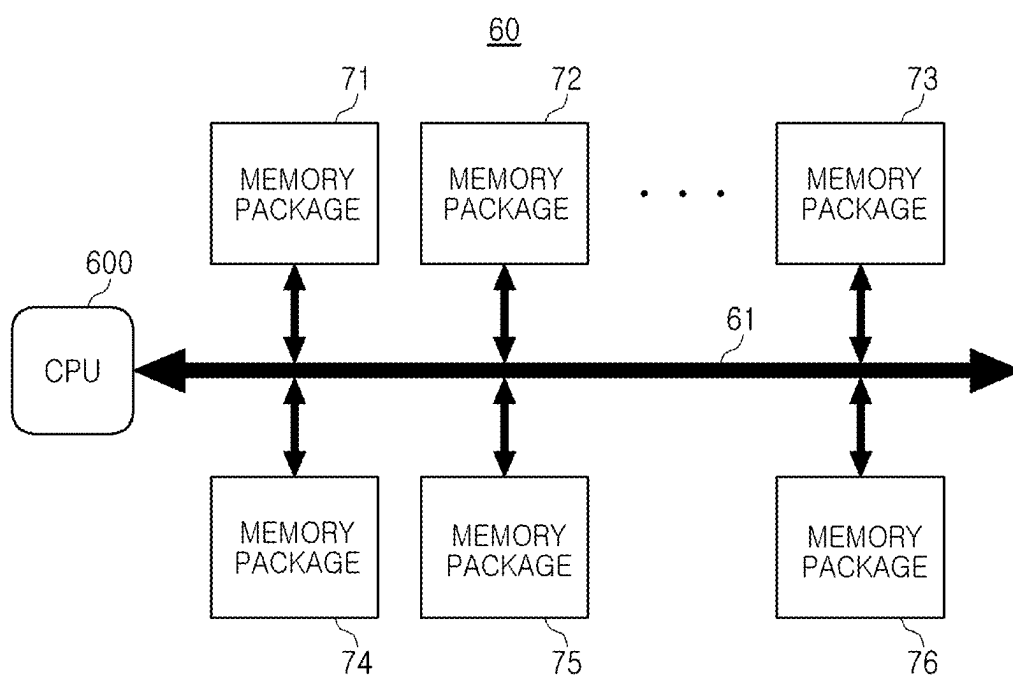 60
71
72
73
MEMORY
PACKAGE
MEMORY
PACKAGE
MEMORY
PACKAGE
600
CPU
61
MEMORY
PACKAGE
MEMORY
PACKAGE
MEMORY
PACKAGE
74
75
76